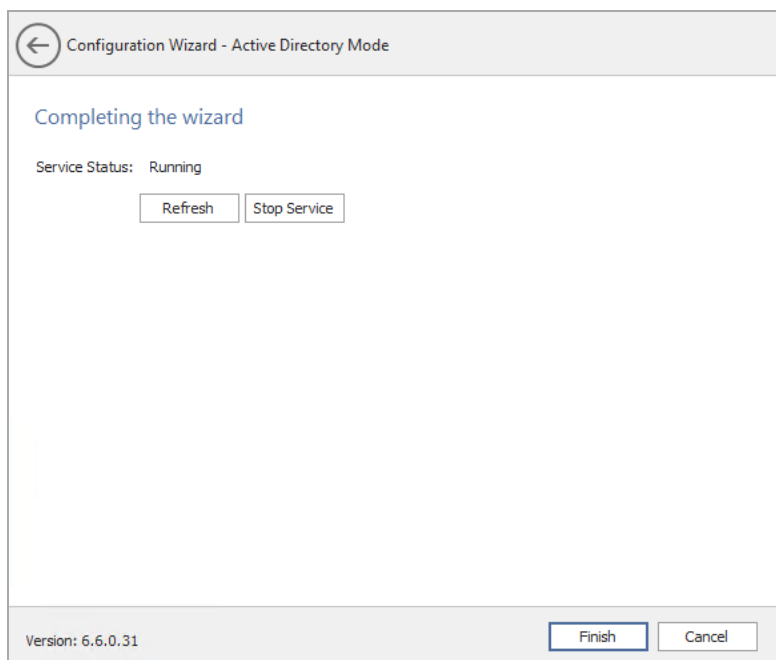 Configuration Wizard - Active Directory Mode
Completing the wizard
Service Status: Running
Refresh Stop Service
Version: 6.6.0.31 Finish Cancel